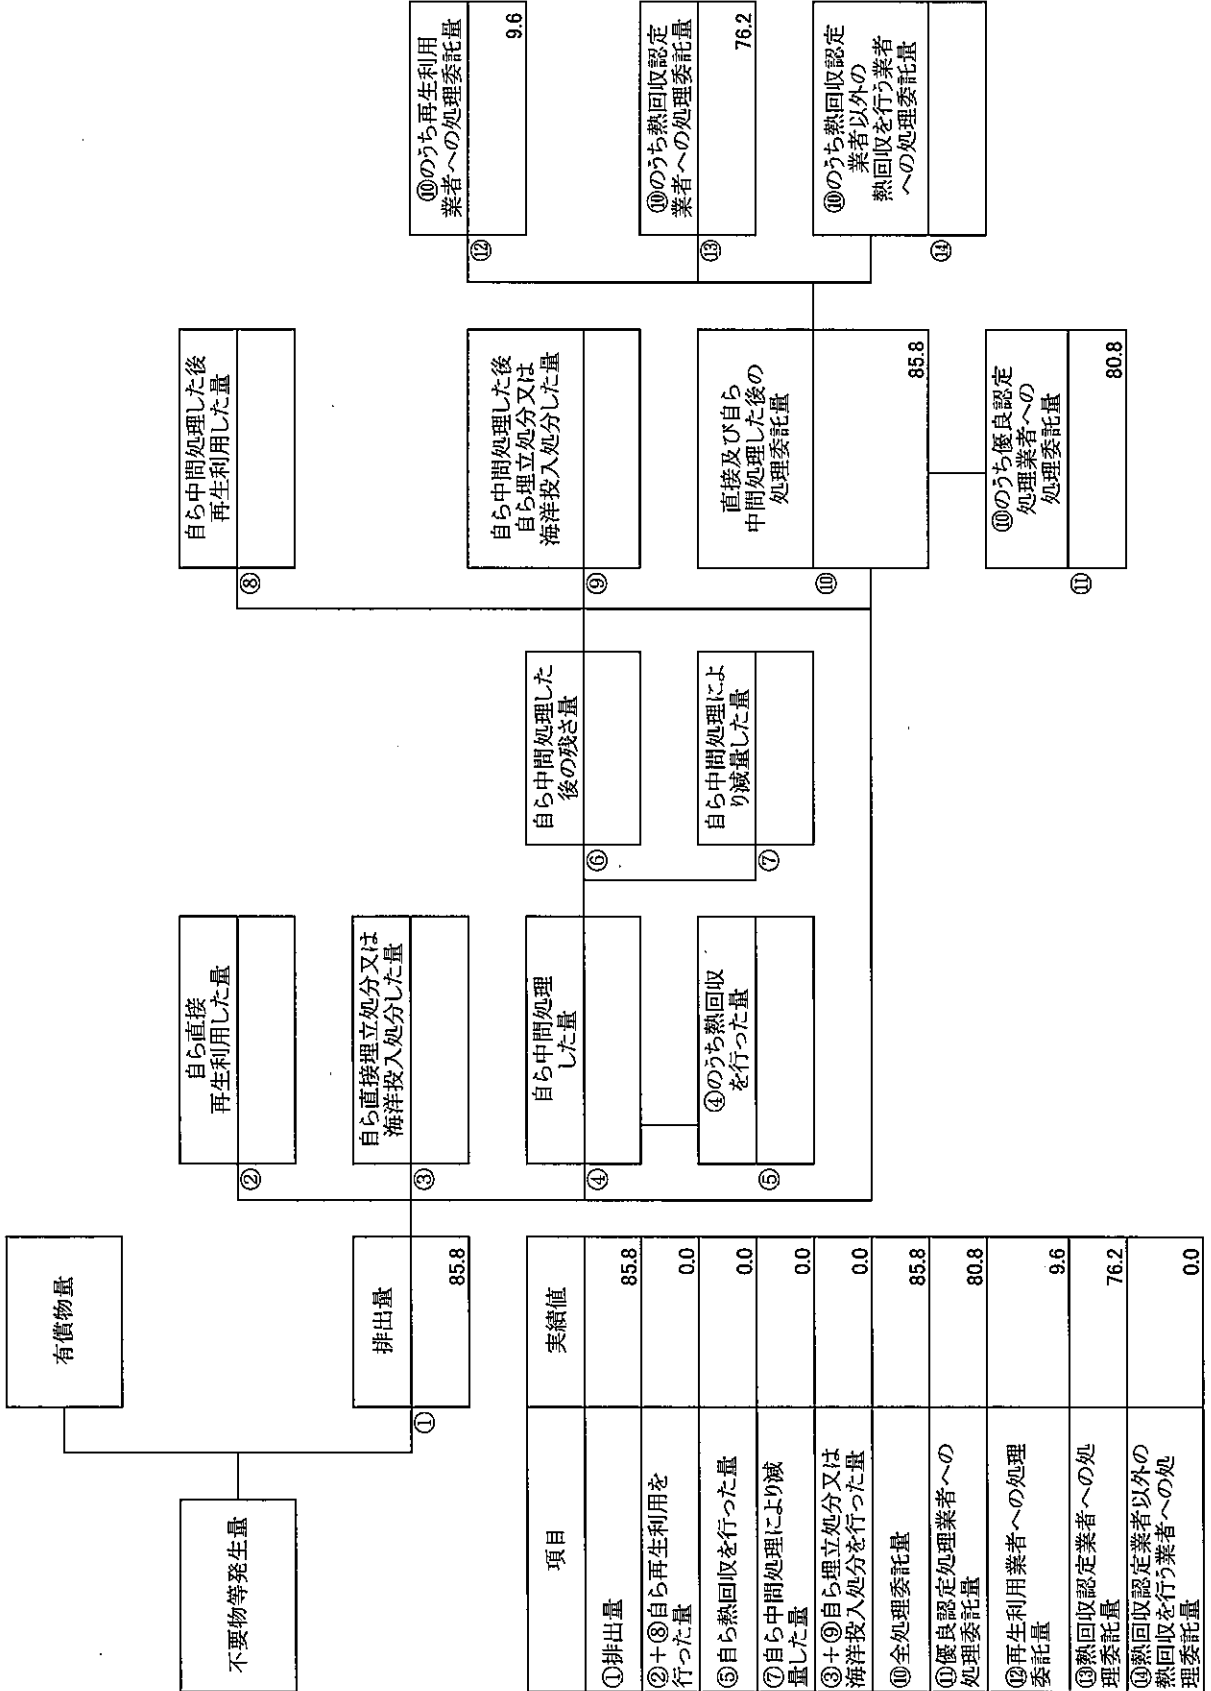 不要物等発生量
有償物量
①
排出量
85.8
②
自ら直接
再生利用した量
③
自ら直接埋立処分又は
海洋投入処分した量
④
自ら中間処理
した量
⑤
④のうち熱回収
を行った量
⑥
自ら中間処理した
後の残さ量
⑦
自ら中間処理によ
り減量した量
⑧
自ら中間処理した後
再生利用した量
⑨
自ら中間処理した後
自ら埋立処分又は
海洋投入処分した量
⑩
直接及び自ら
中間処理した後の
処理委託量
85.8
⑪
⑩のうち優良認定
処理業者への
処理委託量
80.8
⑫
⑩のうち再生利用
業者への処理委託量
9.6
⑬
⑩のうち熱回収認定
業者への処理委託量
76.2
⑭
⑩のうち熱回収認定
業者以外の
熱回収を行う業者
への処理委託量
項目
実績値
①排出量
85.8
②+⑧自ら再生利用を
行った量
0.0
⑤自ら熱回収を行った量
0.0
⑦自ら中間処理により減
量した量
0.0
③+⑨自ら埋立処分又は
海洋投入処分を行った量
0.0
⑩全処理委託量
85.8
⑪優良認定処理業者への
処理委託量
80.8
⑫再生利用業者への処理
委託量
9.6
⑬熱回収認定業者への処
理委託量
76.2
⑭熱回収認定業者以外の
熱回収を行う業者への処
理委託量
0.0